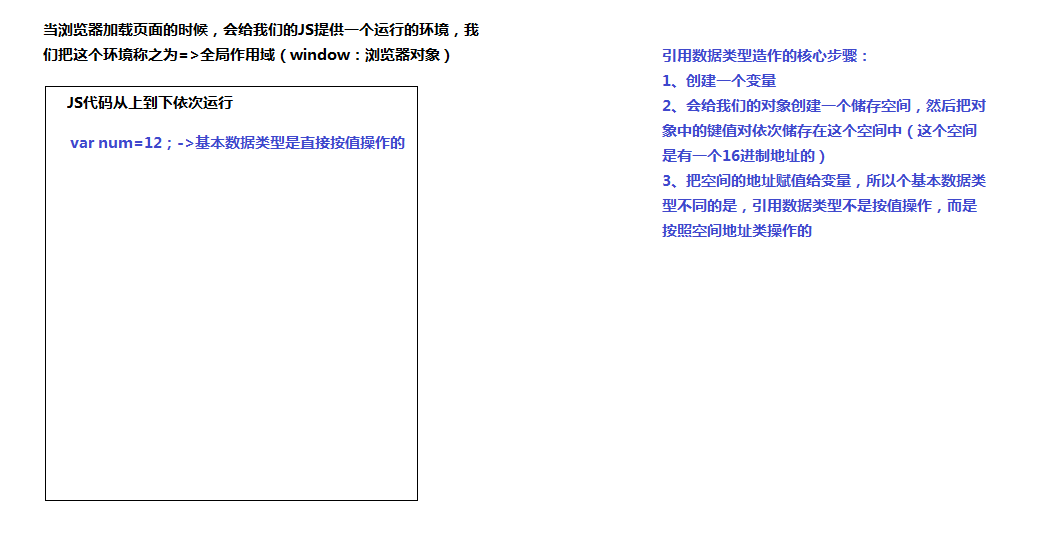 当浏览器加载页面的时候，会给我们的JS提供一个运行的环境，我
们把这个环境称之为=>全局作用域（window：浏览器对象）
JS代码从上到下依次运行
var num=12；->基本数据类型是直接按值操作的
引用数据类型造作的核心步骤：
1、创建一个变量
2、会给我们的对象创建一个储存空间，然后把对
象中的键值对依次储存在这个空间中（这个空间
是有一个16进制地址的）
3、把空间的地址赋值给变量，所以个基本数据类
型不同的是，引用数据类型不是按值操作，而是
按照空间地址类操作的